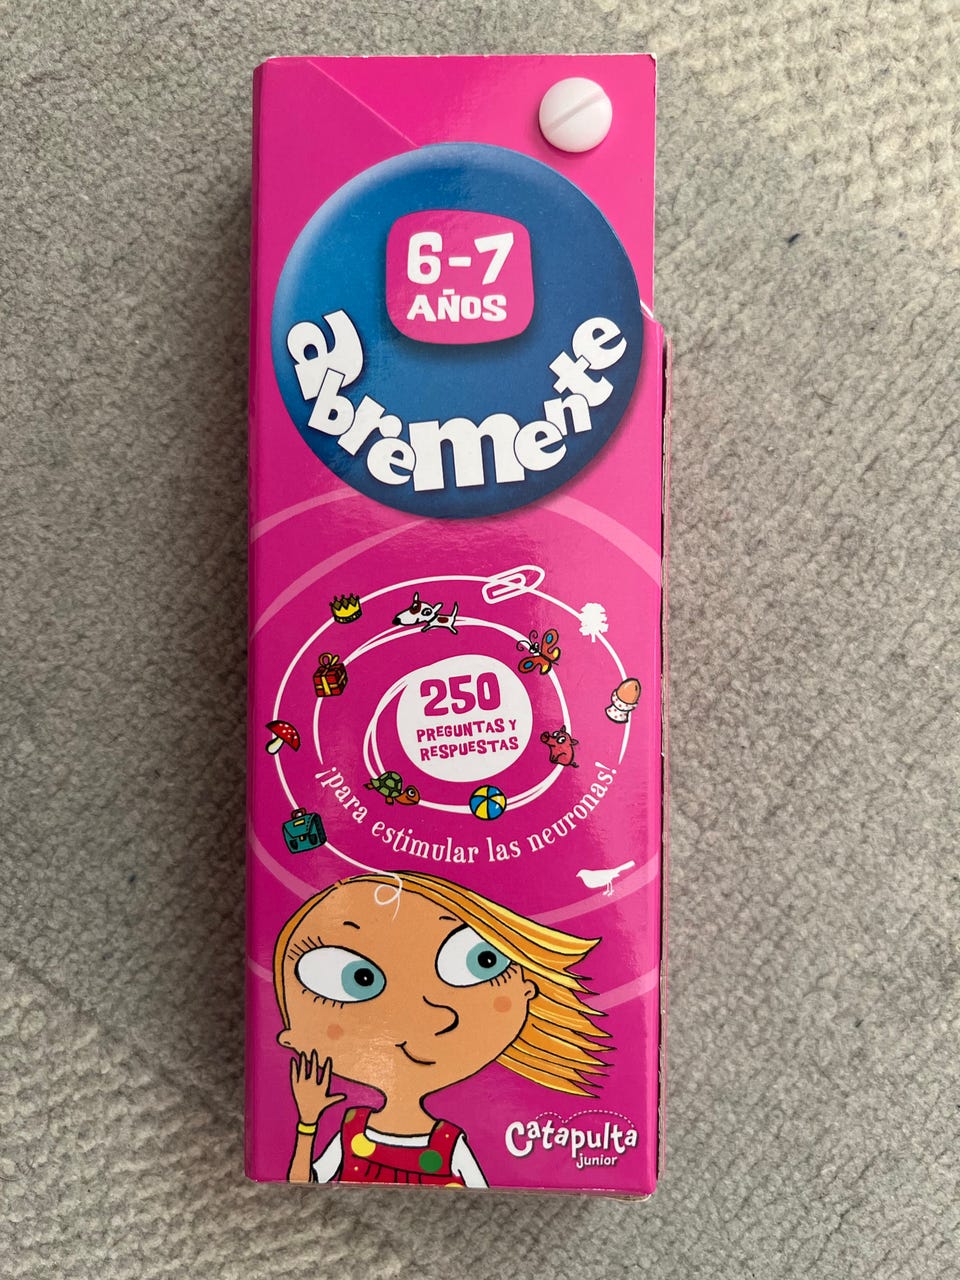 6-7
AÑOS
abremente
250
PREGUNTAS Y
RESPUESTAS
¡para estimular las neuronas!
Catapulta
junior